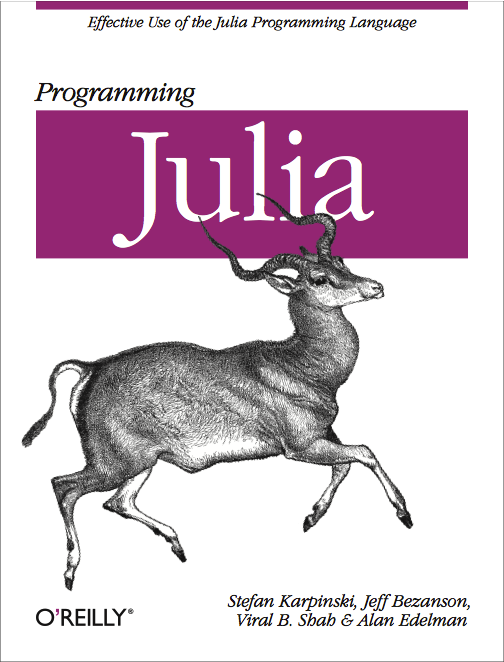 Effective Use of the Julia Programming Language
Programming
Julia
Stefan Karpinski, Jeff Bezanson,
Viral B. Shah & Alan Edelman
O'REILLY®